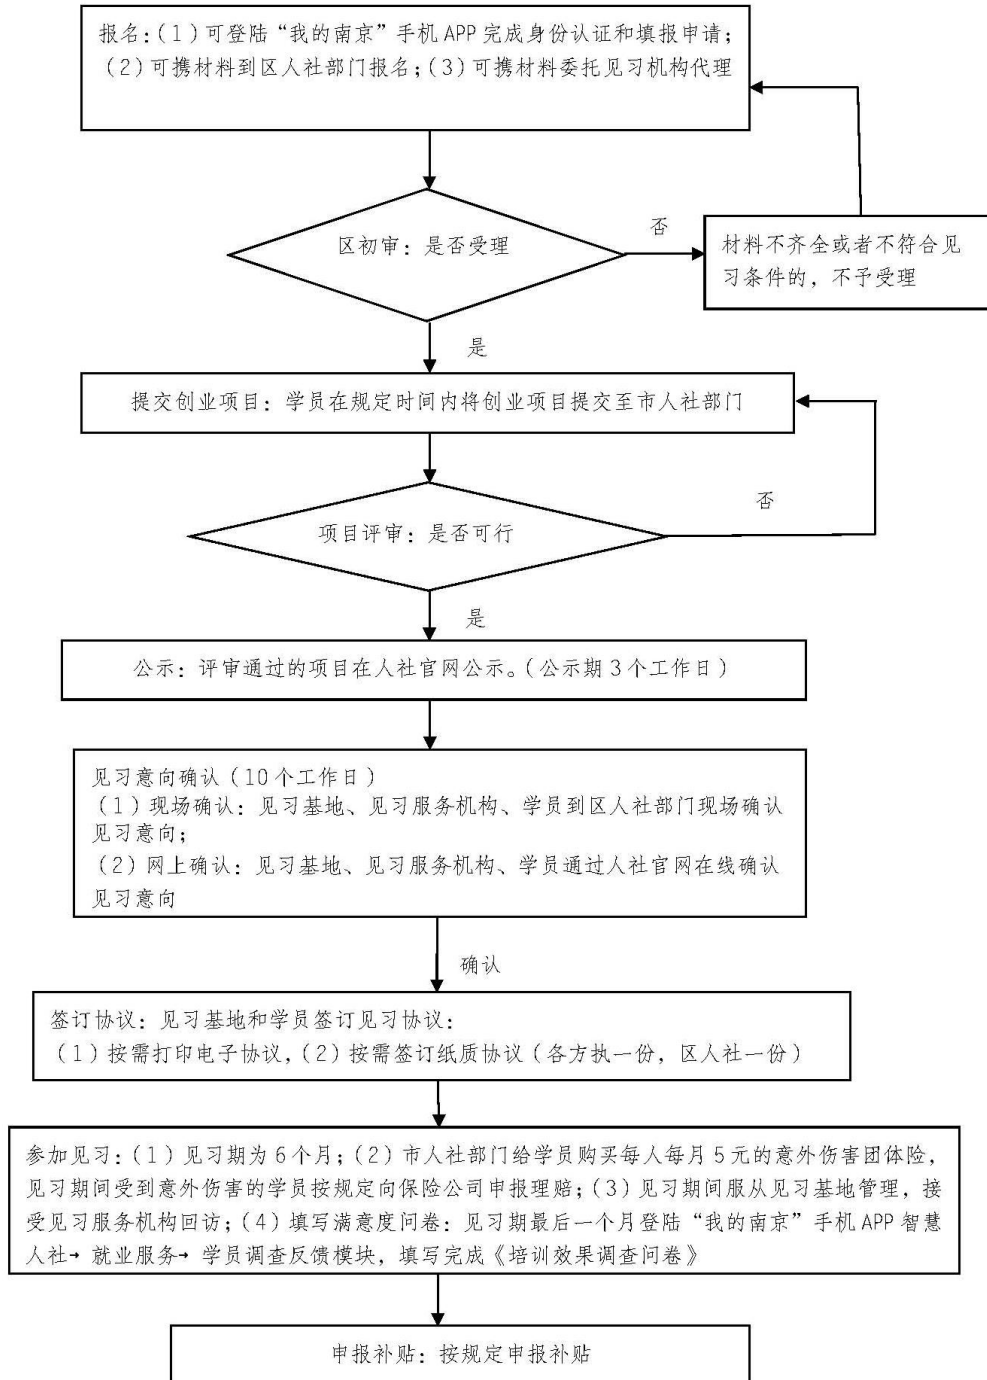 报名：（1）可登陆“我的南京”手机APP完成身份认证和填报申请；
（2）可携材料到区人社部门报名；（3）可携材料委托见习机构代理
区初审：是否受理
否
材料不齐全或者不符合见
习条件的，不予受理
是
提交创业项目：学员在规定时间内将创业项目提交至市人社部门
项目评审：是否可行
否
是
公示：评审通过的项目在人社官网公示。（公示期3个工作日）
见习意向确认（10个工作日）
（1）现场确认：见习基地、见习服务机构、学员到区人社部门现场确认
见习意向；
（2）网上确认：见习基地、见习服务机构、学员通过人社官网在线确认
见习意向
确认
签订协议：见习基地和学员签订见习协议：
（1）按需打印电子协议，（2）按需签订纸质协议（各方执一份，区人社一份）
参加见习：（1）见习期为6个月；（2）市人社部门给学员购买每人每月5元的意外伤害团体险，
见习期间受到意外伤害的学员按规定向保险公司申报理赔；（3）见习期间服从见习基地管理，接
受见习服务机构回访；（4）填写满意度问卷：见习期最后一个月登陆“我的南京”手机APP智慧
人社→就业服务→学员调查反馈模块，填写完成《培训效果调查问卷》
申报补贴：按规定申报补贴